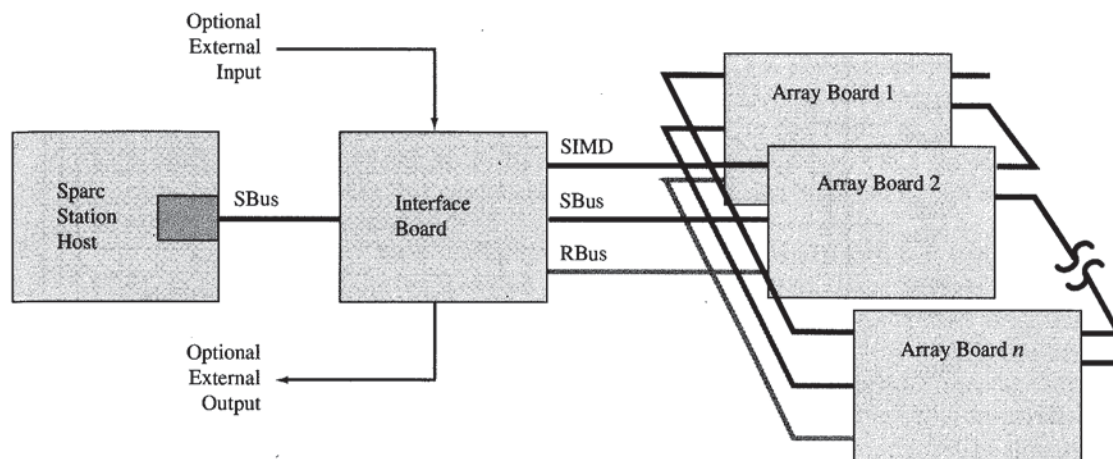 Optional
External
Input
Sparc
Station
Host
SBus
Interface
Board
SIMD
SBus
RBus
Array Board 1
Array Board 2
Array Board n
Optional
External
Output